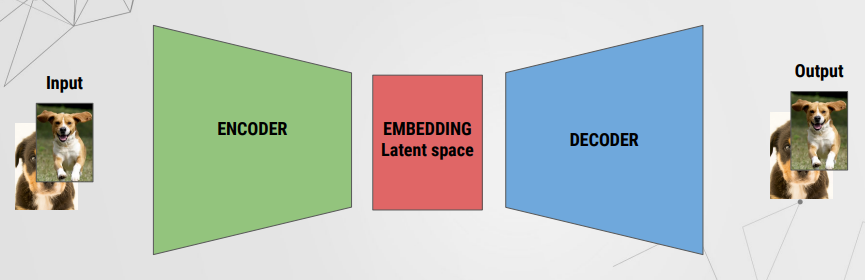 Input
ENCODER
EMBEDDING
Latent space
DECODER
Output